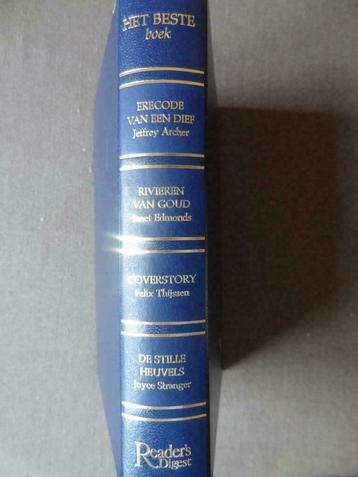 HET BESTE
boek
ERECODE
VAN EEN DIEF
Jeffrey Archer
RIVIEREN
VAN GOUD
Janet Edmonds
COVERSTORY
Felix Thijssen
DE STILLE
HEUVELS
Joyce Stranger
Reader's
Digest